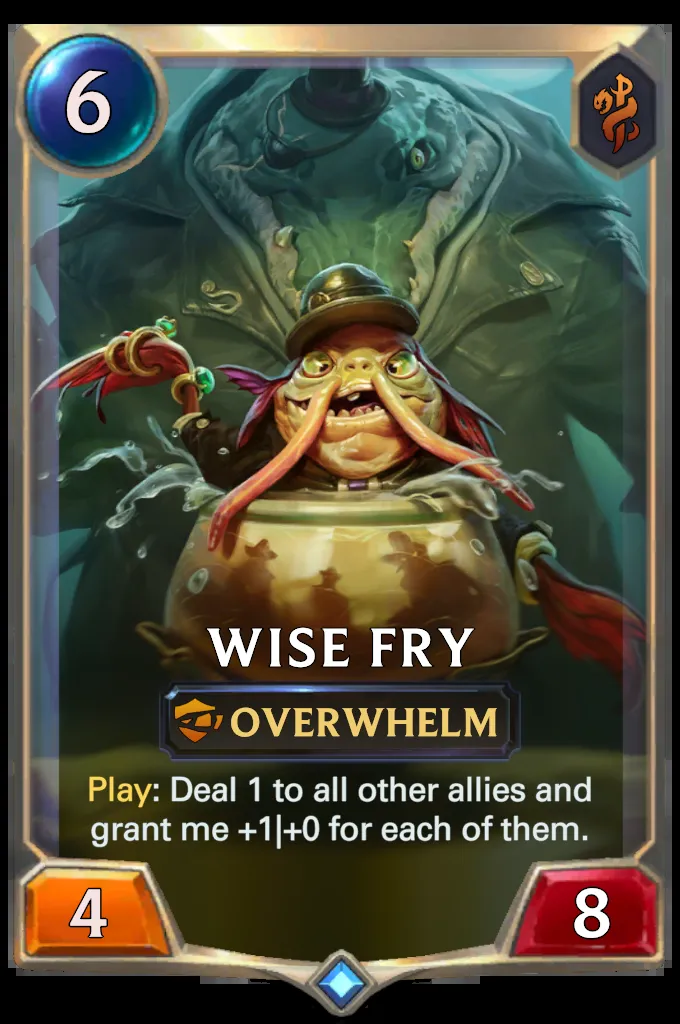 6
WISE FRY
OVERWHELM
Play: Deal 1 to all other allies and
grant me +1|+0 for each of them.
4
8